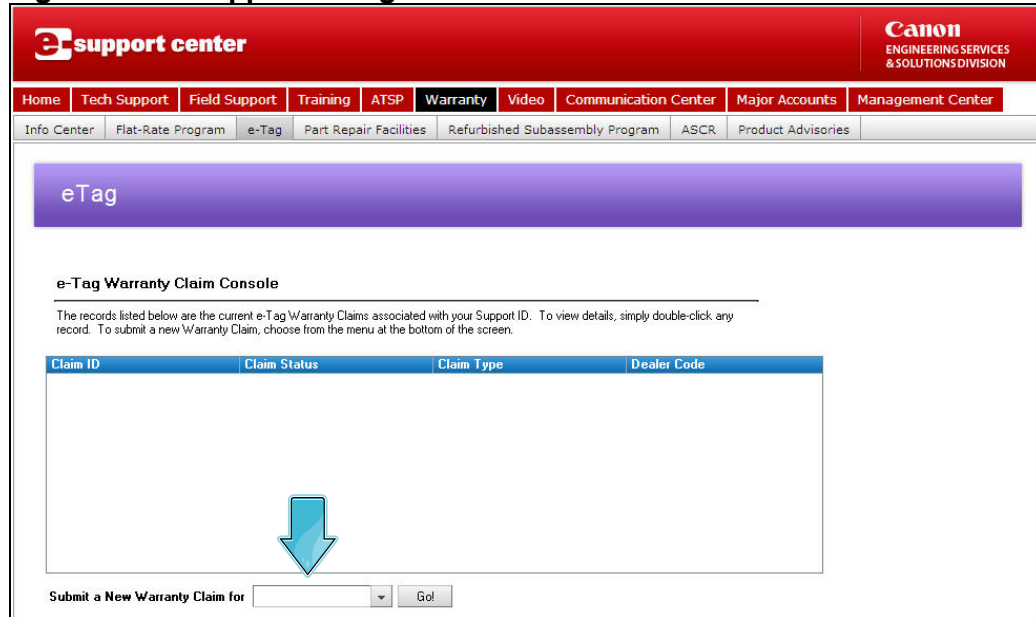 e-support center
Canon
ENGINEERING SERVICES
& SOLUTIONS DIVISION
Home Tech Support Field Support Training ATSP Warranty Video Communication Center Major Accounts Management Center
Info Center Flat-Rate Program e-Tag Part Repair Facilities Refurbished Subassembly Program ASCR Product Advisories
eTag
e-Tag Warranty Claim Console
The records listed below are the current e-Tag Warranty Claims associated with your Support ID. To view details, simply double-click any
record. To submit a new Warranty Claim, choose from the menu at the bottom of the screen.
Claim ID Claim Status Claim Type Dealer Code
Submit a New Warranty Claim for Go!